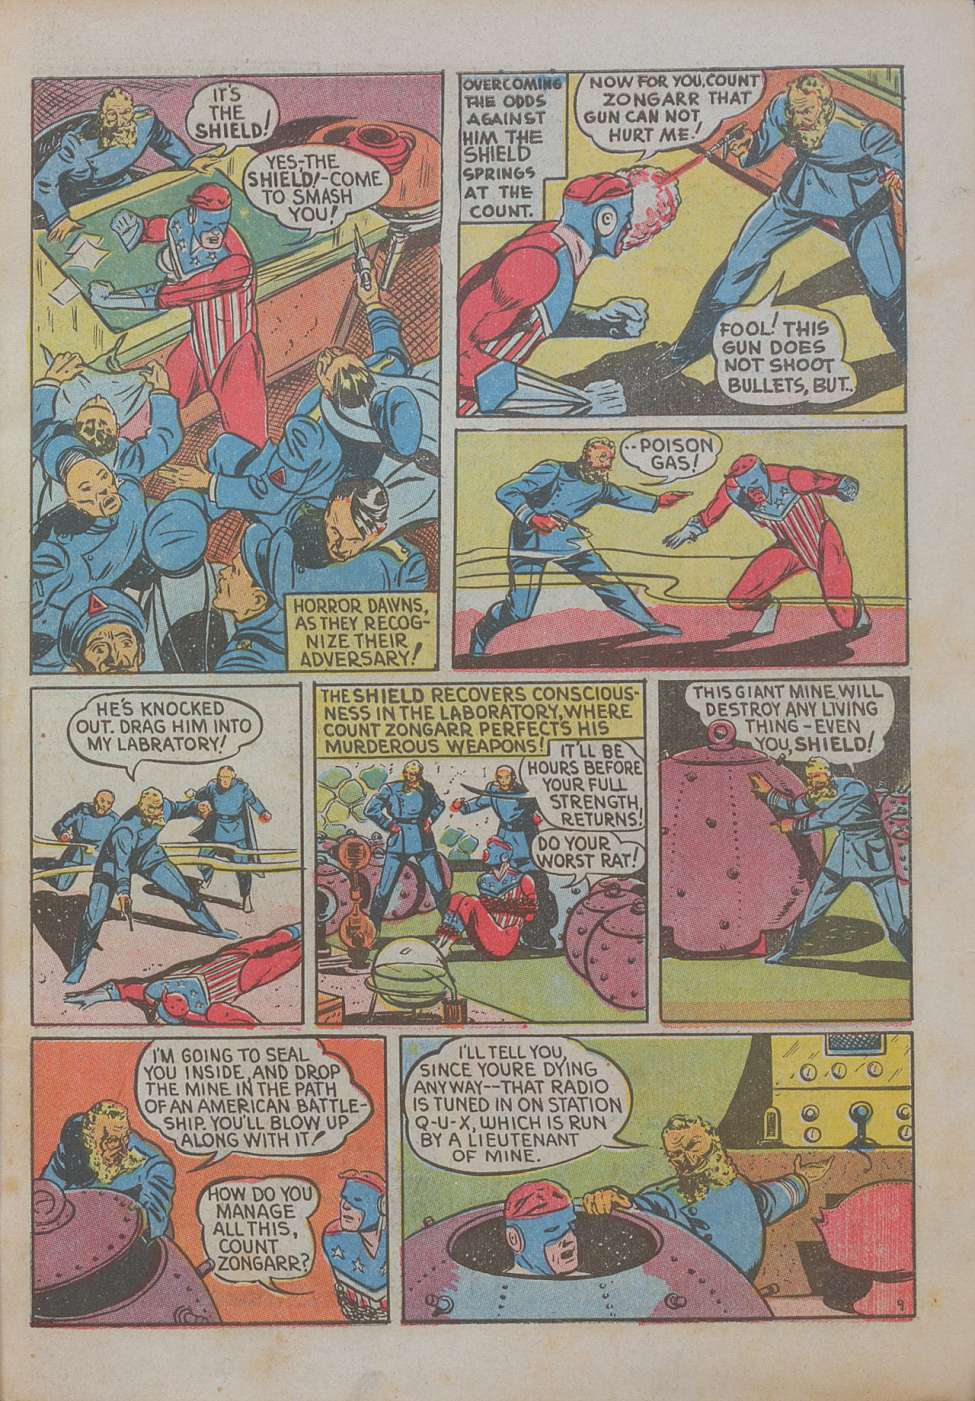 IT'S
THE
SHIELD!
YES-THE
SHIELD!-COME
TO SMASH
YOU!
HORROR DAWNS,
AS THEY RECOG-
NIZE THEIR
ADVERSARY!
OVERCOMING
THE ODDS
AGAINST
HIM THE
SHIELD
SPRINGS
AT THE
COUNT.
NOW FOR YOU, COUNT
ZONGARR THAT
GUN CAN NOT
HURT ME!
FOOL! THIS
GUN DOES
NOT SHOOT
BULLETS, BUT..
..POISON
GAS!
HE'S KNOCKED
OUT. DRAG HIM INTO
MY LABRATORY!
THE SHIELD RECOVERS CONSCIOUS-
NESS IN THE LABORATORY, WHERE
COUNT ZONGARR PERFECTS HIS
MURDEROUS WEAPONS!
IT'LL BE
HOURS BEFORE
YOUR FULL
STRENGTH,
RETURNS!
DO YOUR
WORST RAT!
THIS GIANT MINE WILL
DESTROY ANY LIVING
THING-EVEN
YOU, SHIELD!
I'M GOING TO SEAL
YOU INSIDE, AND DROP
THE MINE IN THE PATH
OF AN AMERICAN BATTLE-
SHIP. YOU'LL BLOW UP
ALONG WITH IT!
HOW DO YOU
MANAGE
ALL THIS,
COUNT
ZONGARR?
I'LL TELL YOU,
SINCE YOURE DYING
ANYWAY--THAT RADIO
IS TUNED IN ON STATION
Q-U-X, WHICH IS RUN
BY A LIEUTENANT
OF MINE.
9